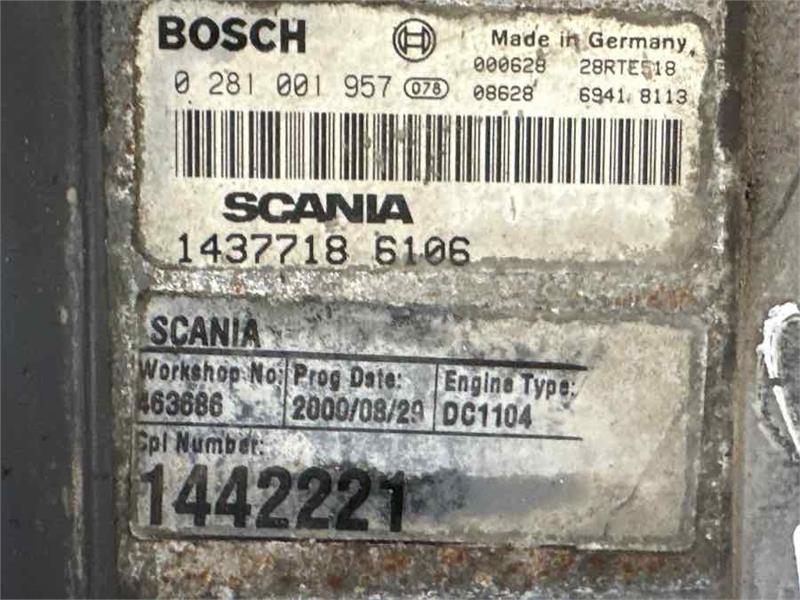 BOSCH
Made in Germany
000628 28RTE518
0 281 001 957 078
08628 6941.8113
SCANIA
1437718 6106
SCANIA
Workshop No: Prog Date: Engine Type:
463686 2000/08/29 DC1104
Cpl Number:
1442221